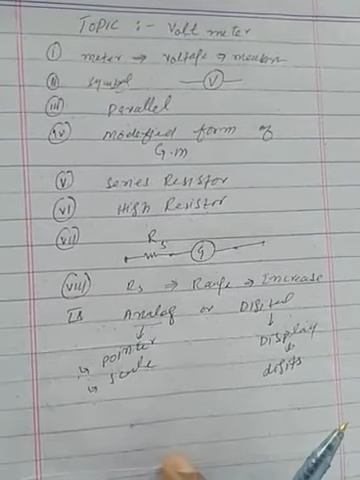 TOPIC :- Volt meter
(i) meter → voltage → measure
(ii) symbol V
(iii) parallel
(iv) modified form of
G.m
(v) series Resistor
(vi) High Resistor
(vii) Rs G
(viii) Rs ⇒ Range → Increase
Analog or Digital
↓ ↓
↳ pointer Display
↓
↳ scale digits